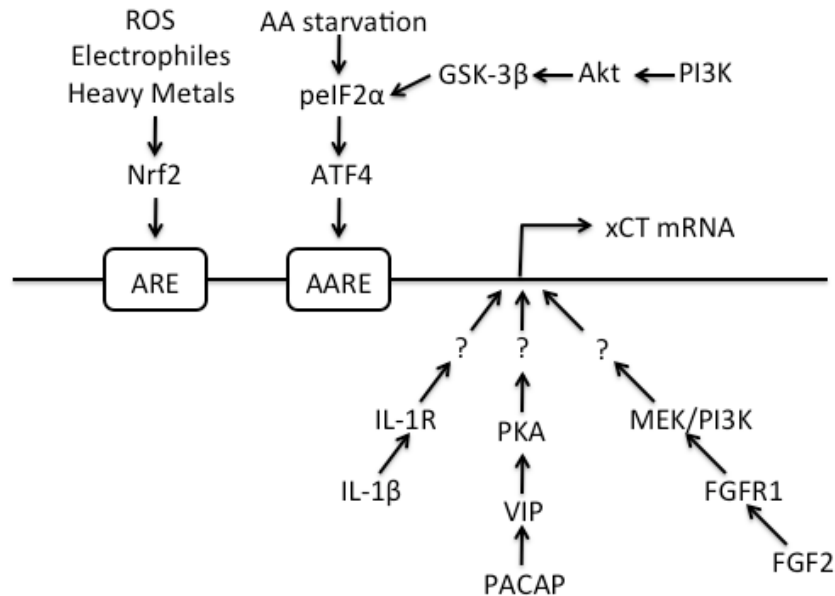 ROS
Electrophiles
Heavy Metals
Nrf2
ARE
AA starvation
peIF2α
GSK-3β
Akt
PI3K
ATF4
AARE
xCT mRNA
?
IL-1R
IL-1β
?
PKA
VIP
PACAP
?
MEK/PI3K
FGFR1
FGF2